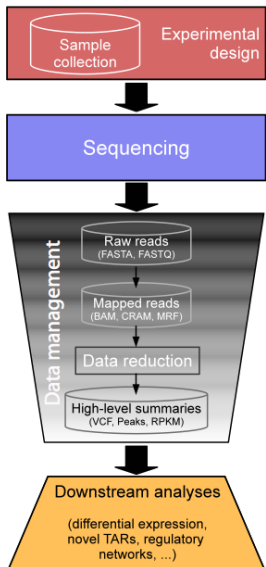 Experimental
design
Sample
collection
Sequencing
Data management
Raw reads
(FASTA, FASTQ)
Mapped reads
(BAM, CRAM, MRF)
Data reduction
High-level summaries
(VCF, Peaks, RPKM)
Downstream analyses
(differential expression,
novel TARs, regulatory
networks, ...)